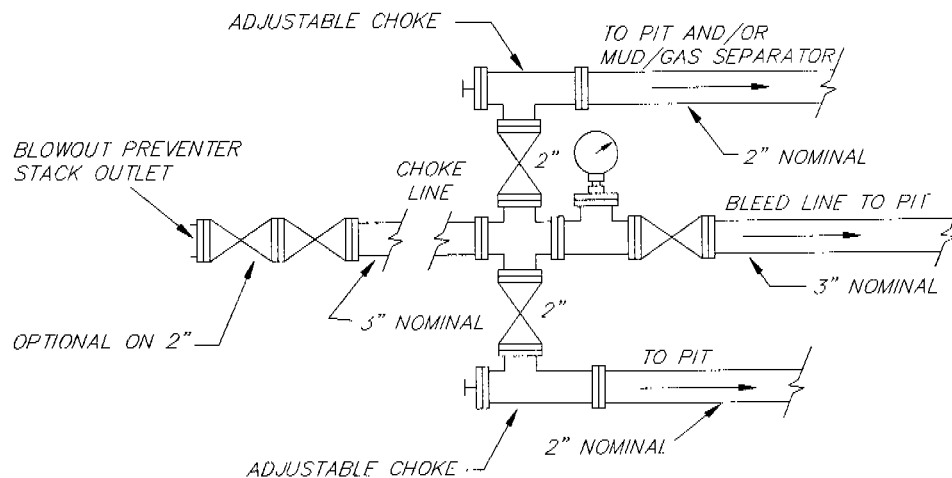 ADJUSTABLE CHOKE
TO PIT AND/OR
MUD/GAS SEPARATOR
2" NOMINAL
BLOWOUT PREVENTER
STACK OUTLET
2"
CHOKE
LINE
BLEED LINE TO PIT
3" NOMINAL
3" NOMINAL
OPTIONAL ON 2"
2"
TO PIT
2" NOMINAL
ADJUSTABLE CHOKE